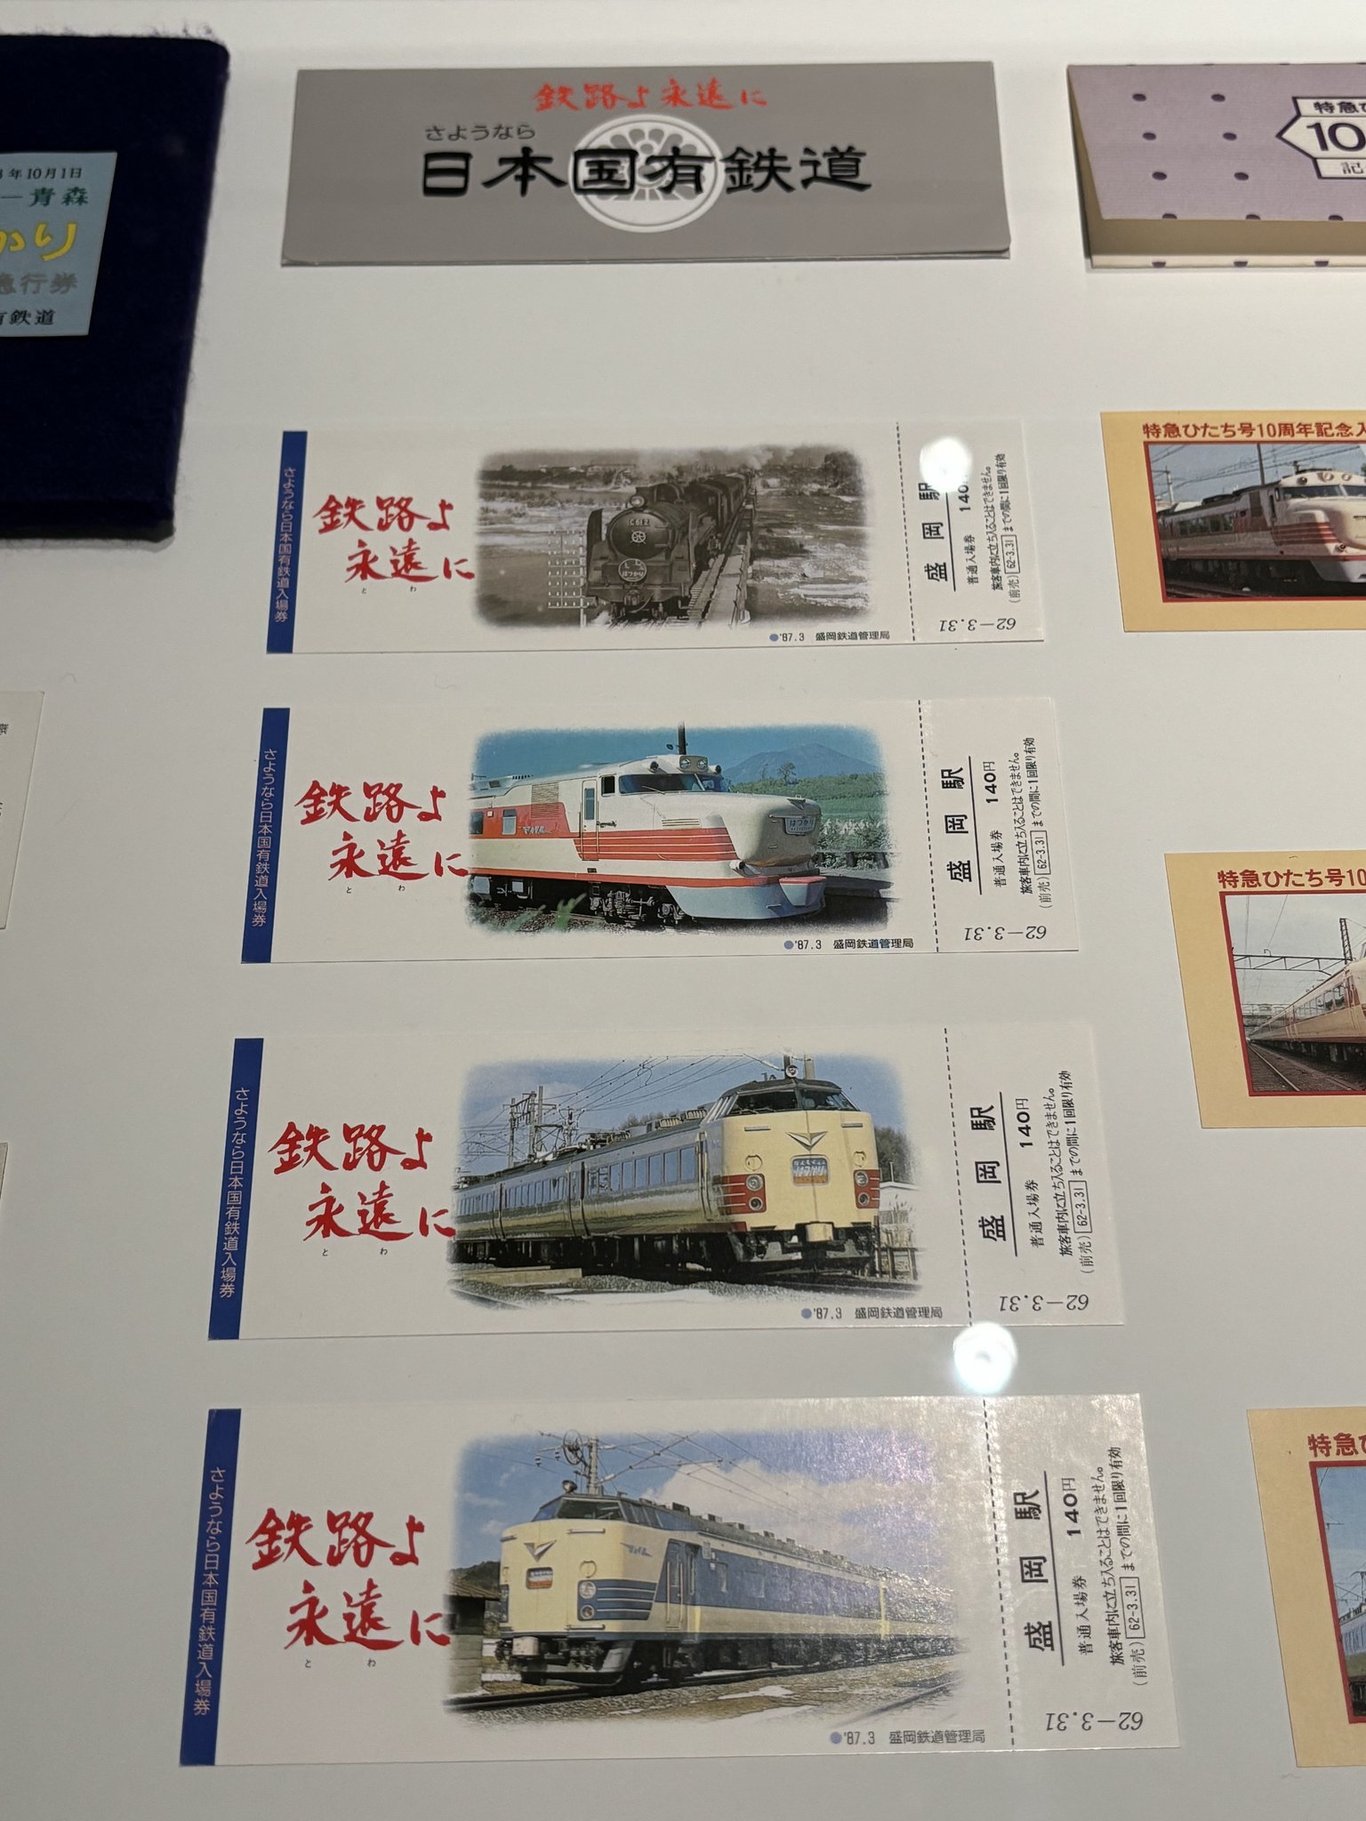 年10月1日
ー青森
かり
急行券
有鉄道
鉄路よ永遠に
さようなら
日本国有鉄道
特急ひ
10
記
さようなら日本国有鉄道入場券
鉄路よ
永遠に
とわ
C61 2
はつかり
●'87.3 盛岡鉄道管理局
盛岡駅
140
普通入場券
旅客車内に立ち入ることはできません。
(前売) 62-3.31 までの間に1回限り有効
62-3.31
特急ひたち号10周年記念入
さようなら日本国有鉄道入場券
鉄路よ
永遠に
とわ
はつかり
●'87.3 盛岡鉄道管理局
盛岡駅
140円
普通入場券
旅客車内に立ち入ることはできません。
(前売) 62-3.31 までの間に1回限り有効
62-3.31
特急ひたち号10
さようなら日本国有鉄道入場券
鉄路よ
永遠に
とわ
●'87.3 盛岡鉄道管理局
盛岡駅
140円
普通入場券
旅客車内に立ち入ることはできません。
(前売) 62-3.31 までの間に1回限り有効
62-3.31
特急ひた
さようなら日本国有鉄道入場券
鉄路よ
永遠に
とわ
●'87.3 盛岡鉄道管理局
盛岡駅
140円
普通入場券
旅客車内に立ち入ることはできません。
(前売) 62-3.31 までの間に1回限り有効
62-3.31